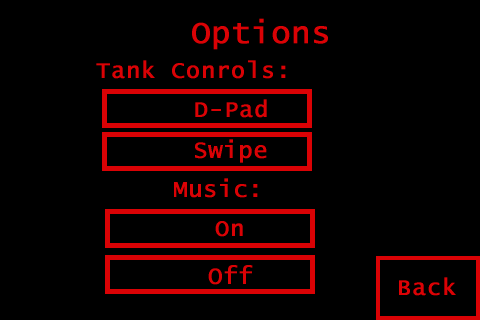 Options
Tank Conrols:
D-Pad
Swipe
Music:
On
Off
Back